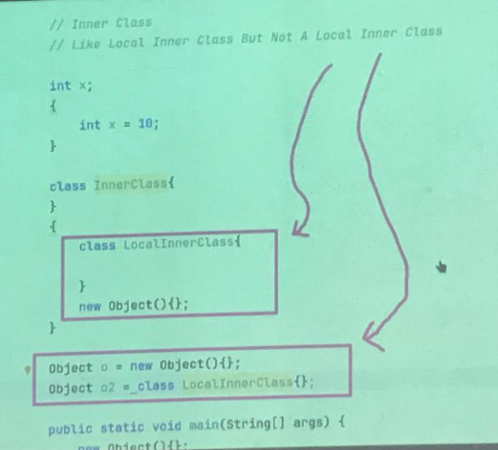 // Inner Class
// Like Local Inner Class But Not A Local Inner Class
int x;
{
int x = 10;
}
class InnerClass{
}
{
class LocalInnerClass{
}
new Object(){};
}
Object o = new Object(){};
Object o2 = class LocalInnerClass{};
public static void main(String[] args) {
new Object(){};